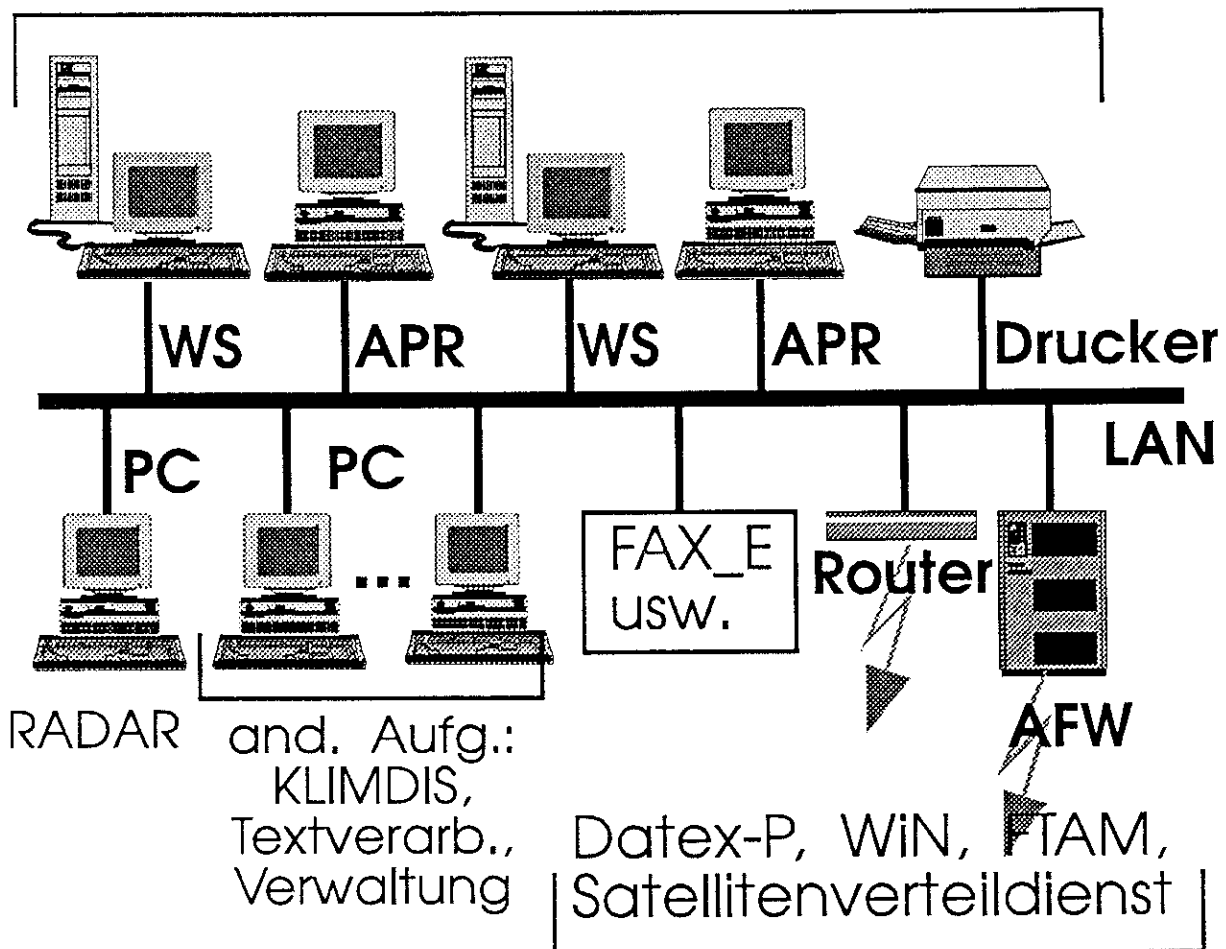 WS APR WS APR Drucker
LAN
PC PC
FAX_E
usw.
...
Router
RADAR
AFW
and. Aufg.:
KLIMDIS,
Textverarb.,
Verwaltung
Datex-P, WiN, FTAM,
Satellitenverteildienst